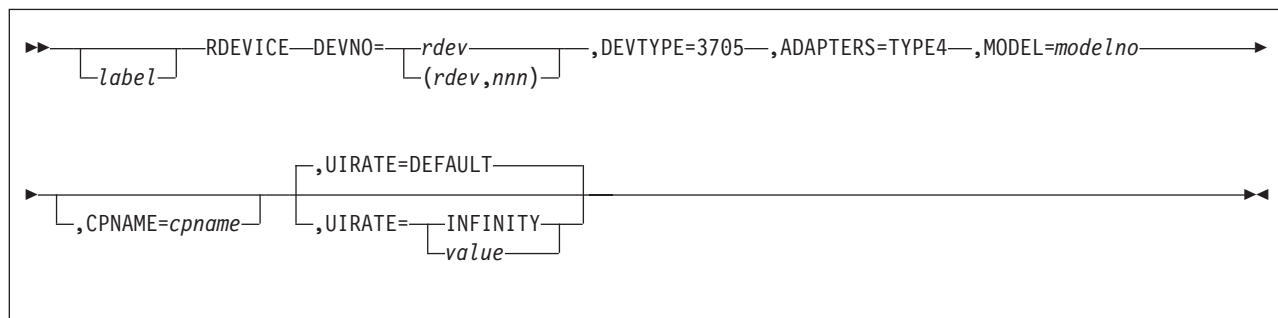 RDEVICE DEVNO= rdev ,DEVTYPE=3705 ,ADAPTERS=TYPE4 ,MODEL=modelno
label (rdev,nnn)
,UIRATE=DEFAULT
,CPNAME=cpname ,UIRATE= INFINITY
value